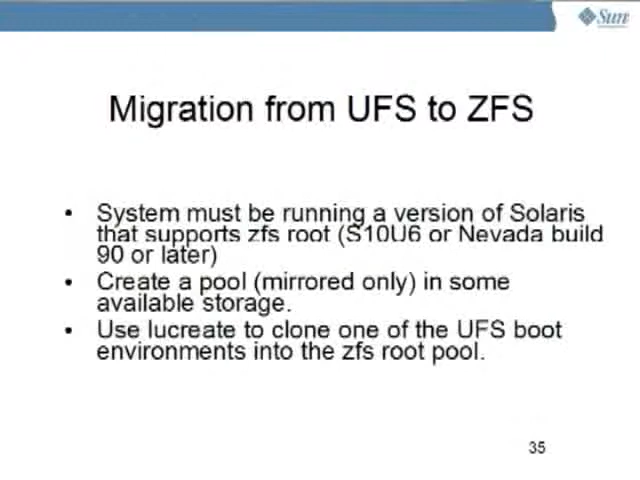 Sun
Migration from UFS to ZFS
• System must be running a version of Solaris
that supports zfs root (S10U6 or Nevada build
90 or later)
• Create a pool (mirrored only) in some
available storage.
• Use lucreate to clone one of the UFS boot
environments into the zfs root pool.
35